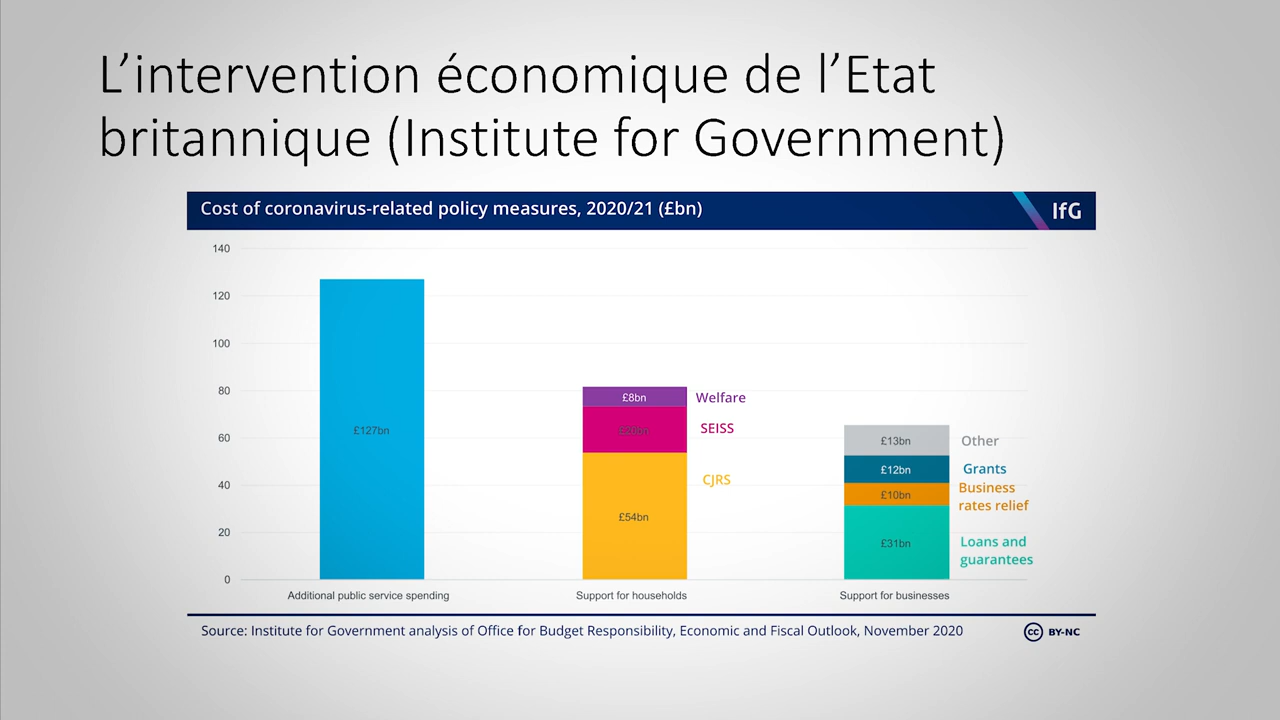 L’intervention économique de l’Etat
britannique (Institute for Government)
Cost of coronavirus-related policy measures, 2020/21 (£bn)
IfG
140
120
100
80
60
40
20
0
£127bn
£8bn
£54bn
Welfare
SEISS
CJRS
£13bn
£12bn
£10bn
£31bn
Other
Grants
Business
rates relief
Loans and
guarantees
Additional public service spending
Support for households
Support for businesses
Source: Institute for Government analysis of Office for Budget Responsibility, Economic and Fiscal Outlook, November 2020
cc BY-NC